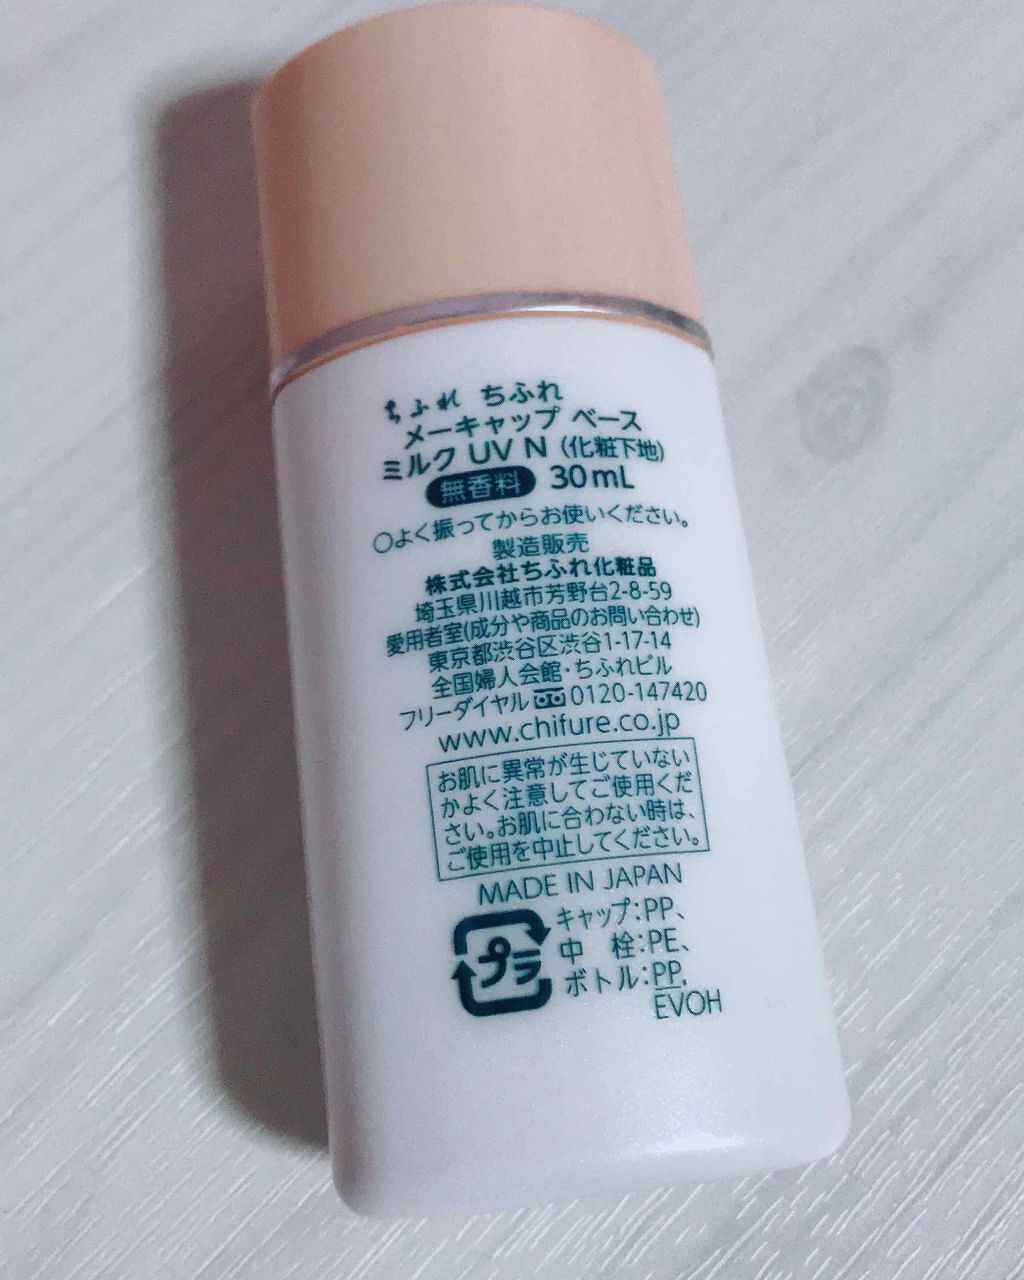 ちふれ ちふれ
メーキャップ ベース
ミルク UV N (化粧下地)
無香料 30mL
○よく振ってからお使いください。
製造販売
株式会社ちふれ化粧品
埼玉県川越市芳野台2-8-59
愛用者室(成分や商品のお問い合わせ)
東京都渋谷区渋谷1-17-14
全国婦人会館・ちふれビル
フリーダイヤル 0120-147420
www.chifure.co.jp
お肌に異常が生じていない
かよく注意してご使用くだ
さい。お肌に合わない時は、
ご使用を中止してください。
MADE IN JAPAN
プラ
キャップ:PP、
中 栓:PE、
ボトル:PP,
EVOH